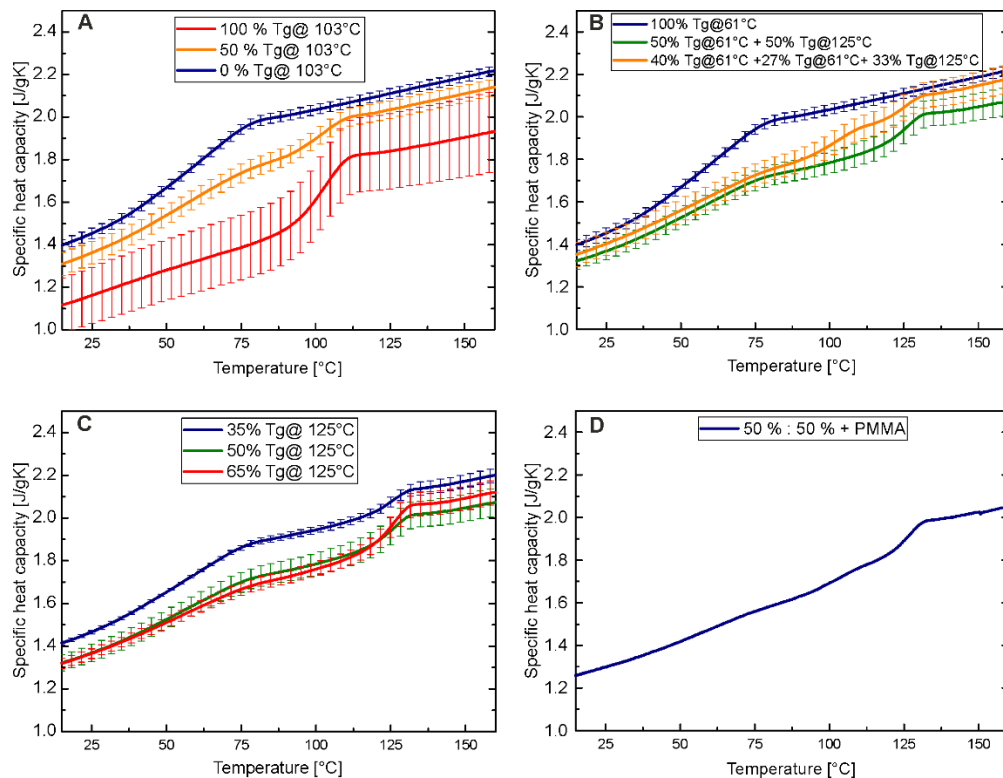 A
100 % Tg@ 103°C
50 % Tg@ 103°C
0 % Tg@ 103°C
Specific heat capacity [J/gK]
2.4
2.2
2.0
1.8
1.6
1.4
1.2
1.0
25 50 75 100 125 150
Temperature [°C]
B
100% Tg@61°C
50% Tg@61°C + 50% Tg@125°C
40% Tg@61°C +27% Tg@61°C+ 33% Tg@125°C
Specific heat capacity [J/gK]
2.4
2.2
2.0
1.8
1.6
1.4
1.2
1.0
25 50 75 100 125 150
Temperature [°C]
C
35% Tg@ 125°C
50% Tg@ 125°C
65% Tg@ 125°C
Specific heat capacity [J/gK]
2.4
2.2
2.0
1.8
1.6
1.4
1.2
1.0
25 50 75 100 125 150
Temperature [°C]
D
50 % : 50 % + PMMA
Specific heat capacity [J/gK]
2.4
2.2
2.0
1.8
1.6
1.4
1.2
1.0
25 50 75 100 125 150
Temperature [°C]